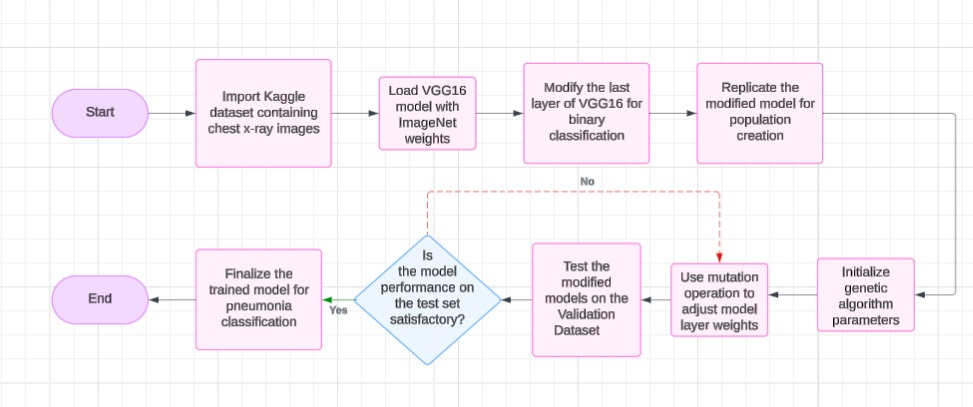 Start
Import Kaggle
dataset containing
chest x-ray images
Load VGG16
model with
ImageNet
weights
Modify the last
layer of VGG16 for
binary
classification
Replicate the
modified model for
population
creation
Initialize
genetic
algorithm
parameters
Use mutation
operation to
adjust model
layer weights
Test the
modified
models on the
Validation
Dataset
Is
the model
performance on
the test set
satisfactory?
No
Yes
Finalize the
trained model for
pneumonia
classification
End